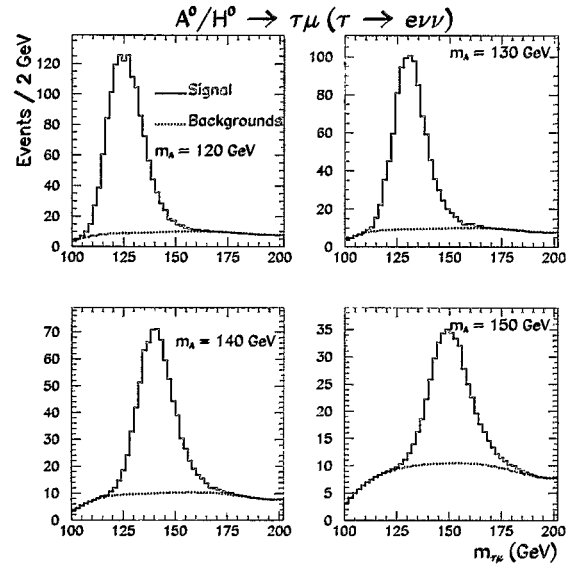 A⁰/H⁰ → τμ (τ → eνν)
Events / 2 GeV
120
100
80
60
40
20
0
100 125 150 175 200
Signal
Backgrounds
m_A = 120 GeV
100
80
60
40
20
0
100 125 150 175 200
m_A = 130 GeV
70
60
50
40
30
20
10
0
100 125 150 175 200
m_A = 140 GeV
35
30
25
20
15
10
5
0
100 125 150 175 200
m_A = 150 GeV
m_τμ (GeV)